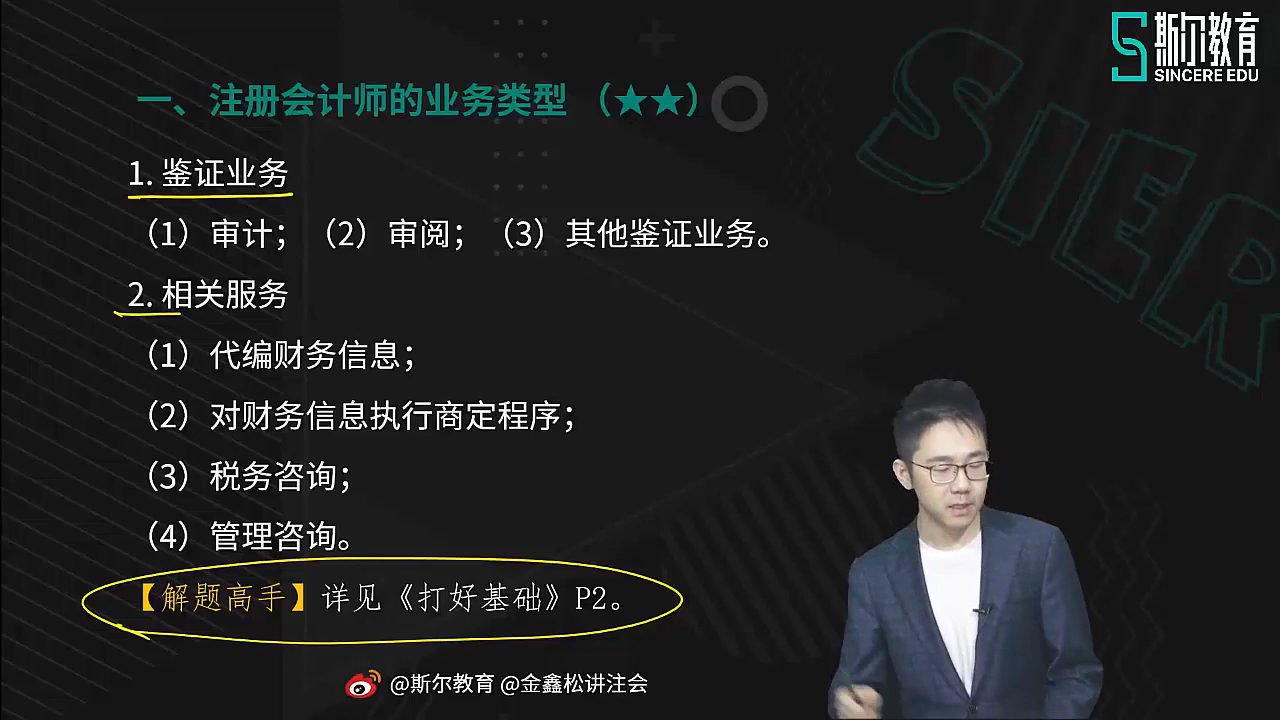 斯尔教育
SINCERE EDU
一、注册会计师的业务类型 （★★）
1. 鉴证业务
（1）审计；（2）审阅；（3）其他鉴证业务。
2. 相关服务
（1）代编财务信息；
（2）对财务信息执行商定程序；
（3）税务咨询；
（4）管理咨询。
【解题高手】详见《打好基础》P2。
@斯尔教育 @金鑫松讲注会
SIER